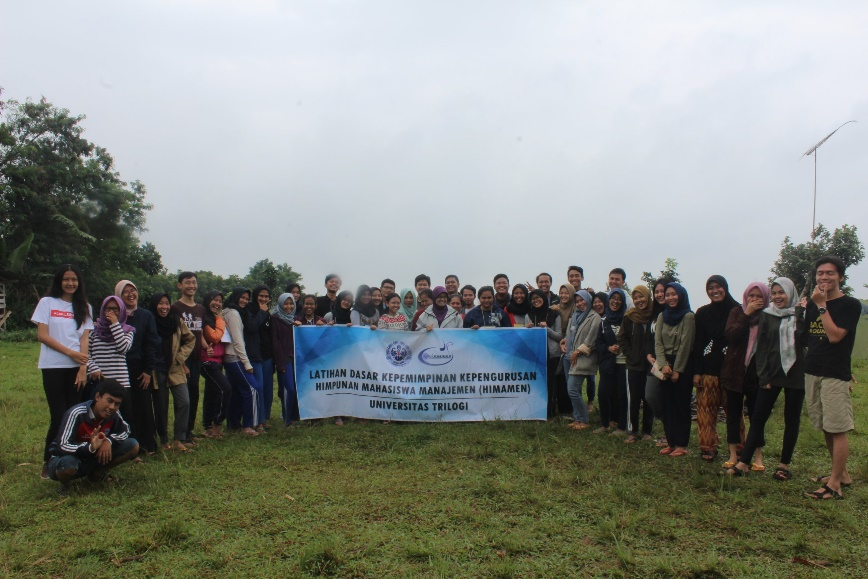 LATIHAN DASAR KEPEMIMPINAN KEPENGURUSAN
HIMPUNAN MAHASISWA MANAJEMEN (HIMAMEN)
UNIVERSITAS TRILOGI